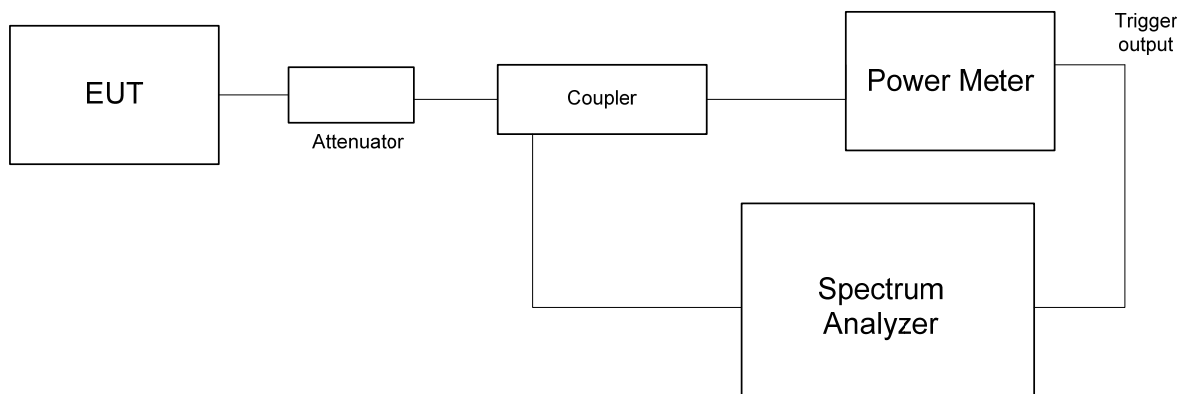 EUT
Attenuator
Coupler
Power Meter
Trigger
output
Spectrum
Analyzer